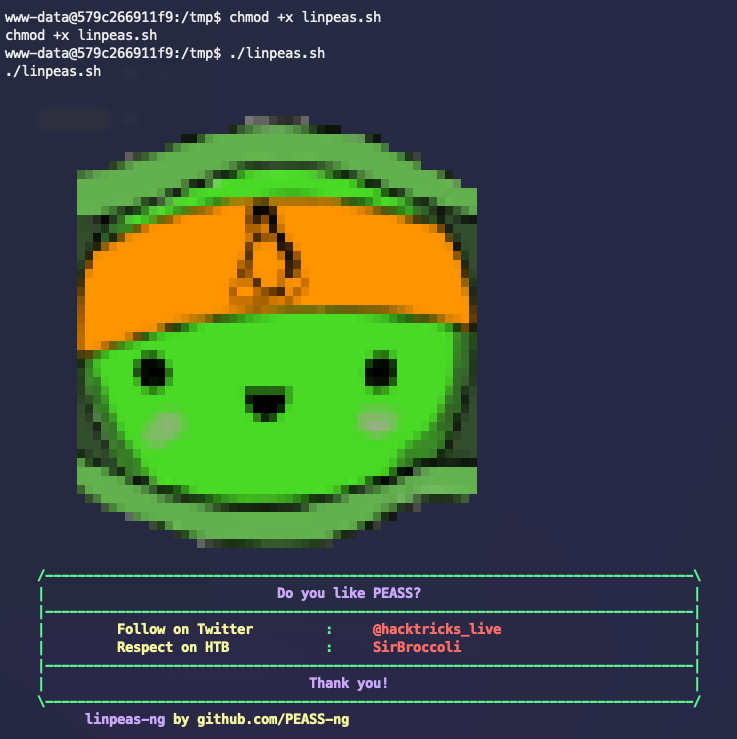 www-data@579c266911f9:/tmp$ chmod +x linpeas.sh
chmod +x linpeas.sh
www-data@579c266911f9:/tmp$ ./linpeas.sh
./linpeas.sh
Do you like PEASS?
Follow on Twitter : @hacktricks_live
Respect on HTB : SirBroccoli
Thank you!
linpeas-ng by github.com/PEASS-ng